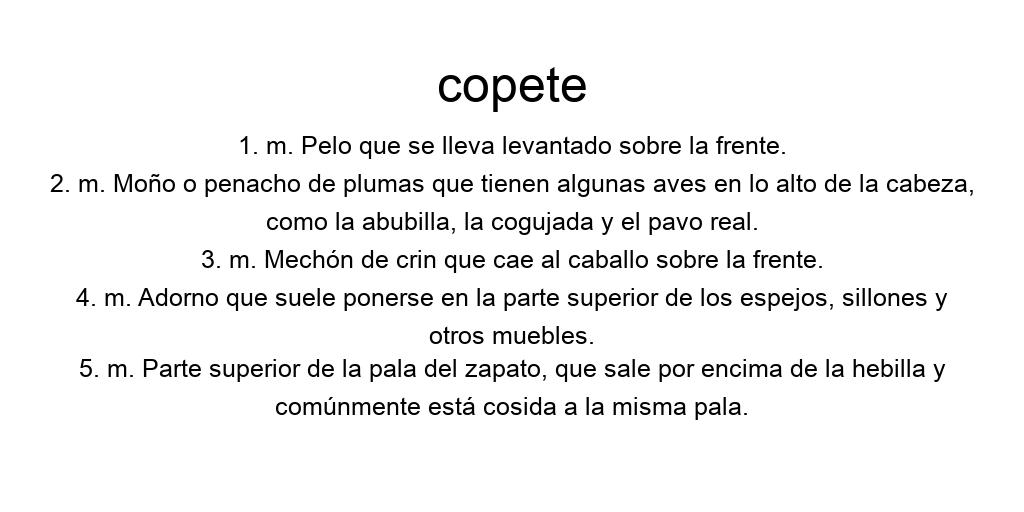 copete
1. m. Pelo que se lleva levantado sobre la frente.
2. m. Moño o penacho de plumas que tienen algunas aves en lo alto de la cabeza,
como la abubilla, la cogujada y el pavo real.
3. m. Mechón de crin que cae al caballo sobre la frente.
4. m. Adorno que suele ponerse en la parte superior de los espejos, sillones y
otros muebles.
5. m. Parte superior de la pala del zapato, que sale por encima de la hebilla y
comúnmente está cosida a la misma pala.